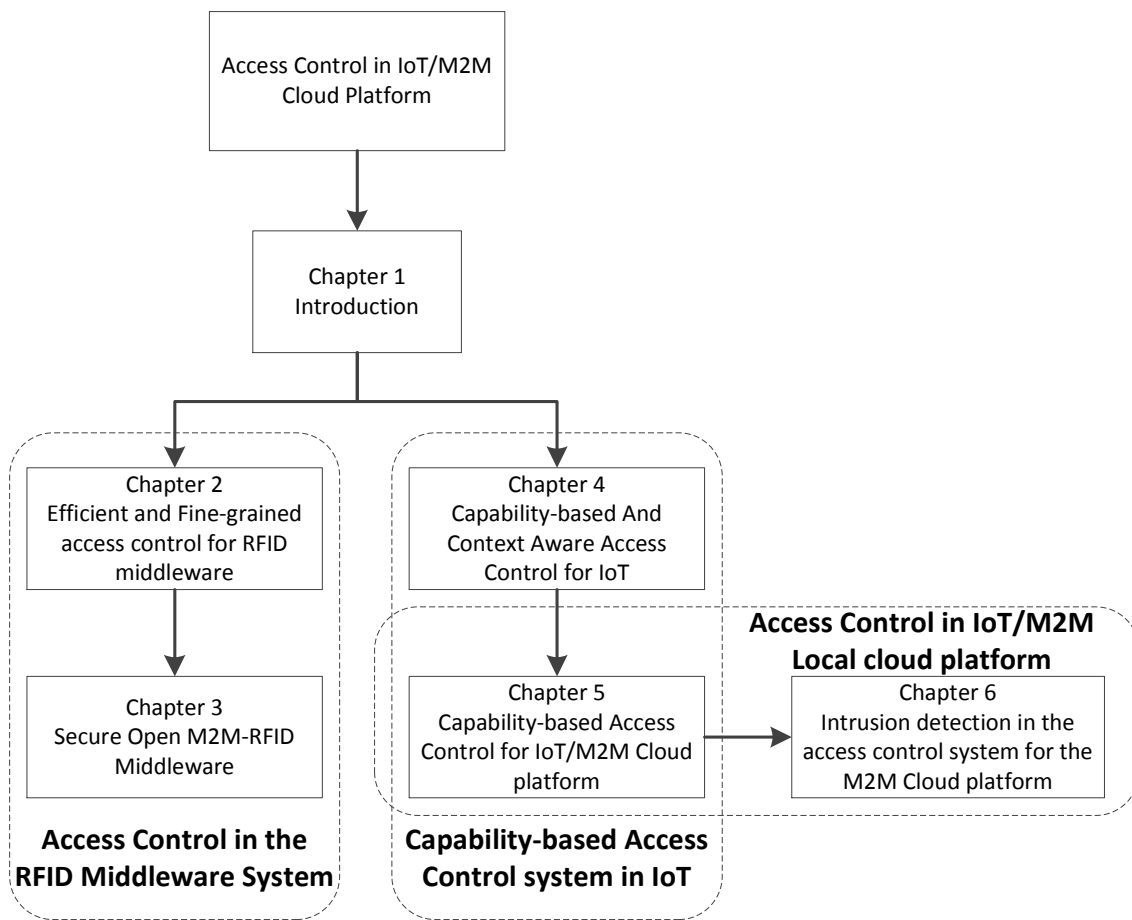 Access Control in IoT/M2M
Cloud Platform
Chapter 1
Introduction
Chapter 2
Efficient and Fine-grained
access control for RFID
middleware
Chapter 3
Secure Open M2M-RFID
Middleware
Access Control in the
RFID Middleware System
Chapter 4
Capability-based And
Context Aware Access
Control for IoT
Chapter 5
Capability-based Access
Control for IoT/M2M Cloud
platform
Capability-based Access
Control system in IoT
Access Control in IoT/M2M
Local cloud platform
Chapter 6
Intrusion detection in the
access control system for the
M2M Cloud platform